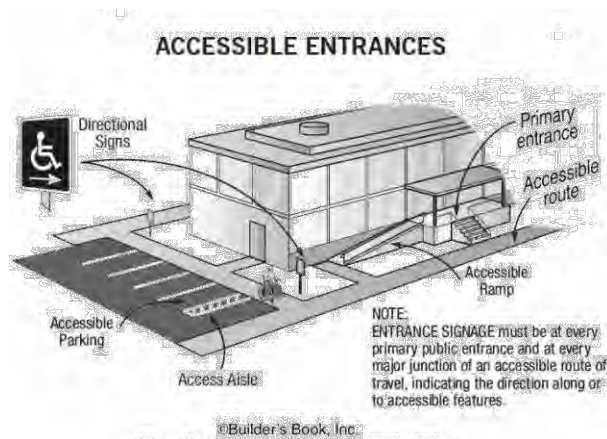 ACCESSIBLE ENTRANCES
Directional
Signs
Primary
entrance
Accessible
route
Accessible
Ramp
Accessible
Parking
Access Aisle
NOTE:
ENTRANCE SIGNAGE must be at every
primary public entrance and at every
major junction of an accessible route of
travel, indicating the direction along or
to accessible features.
©Builder's Book, Inc.